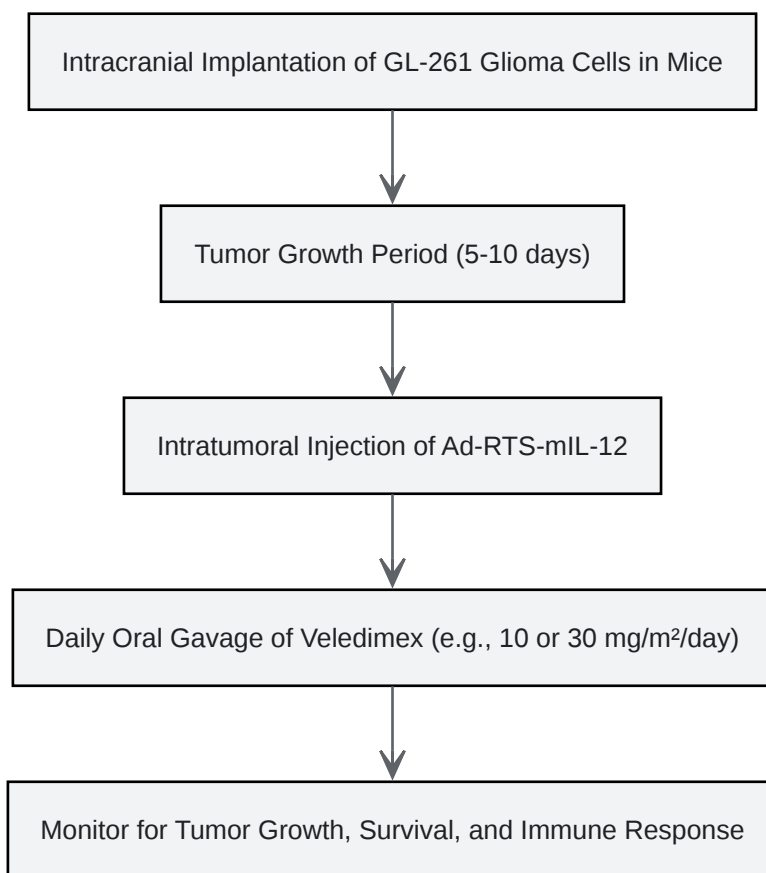 Intracranial Implantation of GL-261 Glioma Cells in Mice
Tumor Growth Period (5-10 days)
Intratumoral Injection of Ad-RTS-mIL-12
Daily Oral Gavage of Veledimex (e.g., 10 or 30 mg/m²/day)
Monitor for Tumor Growth, Survival, and Immune Response